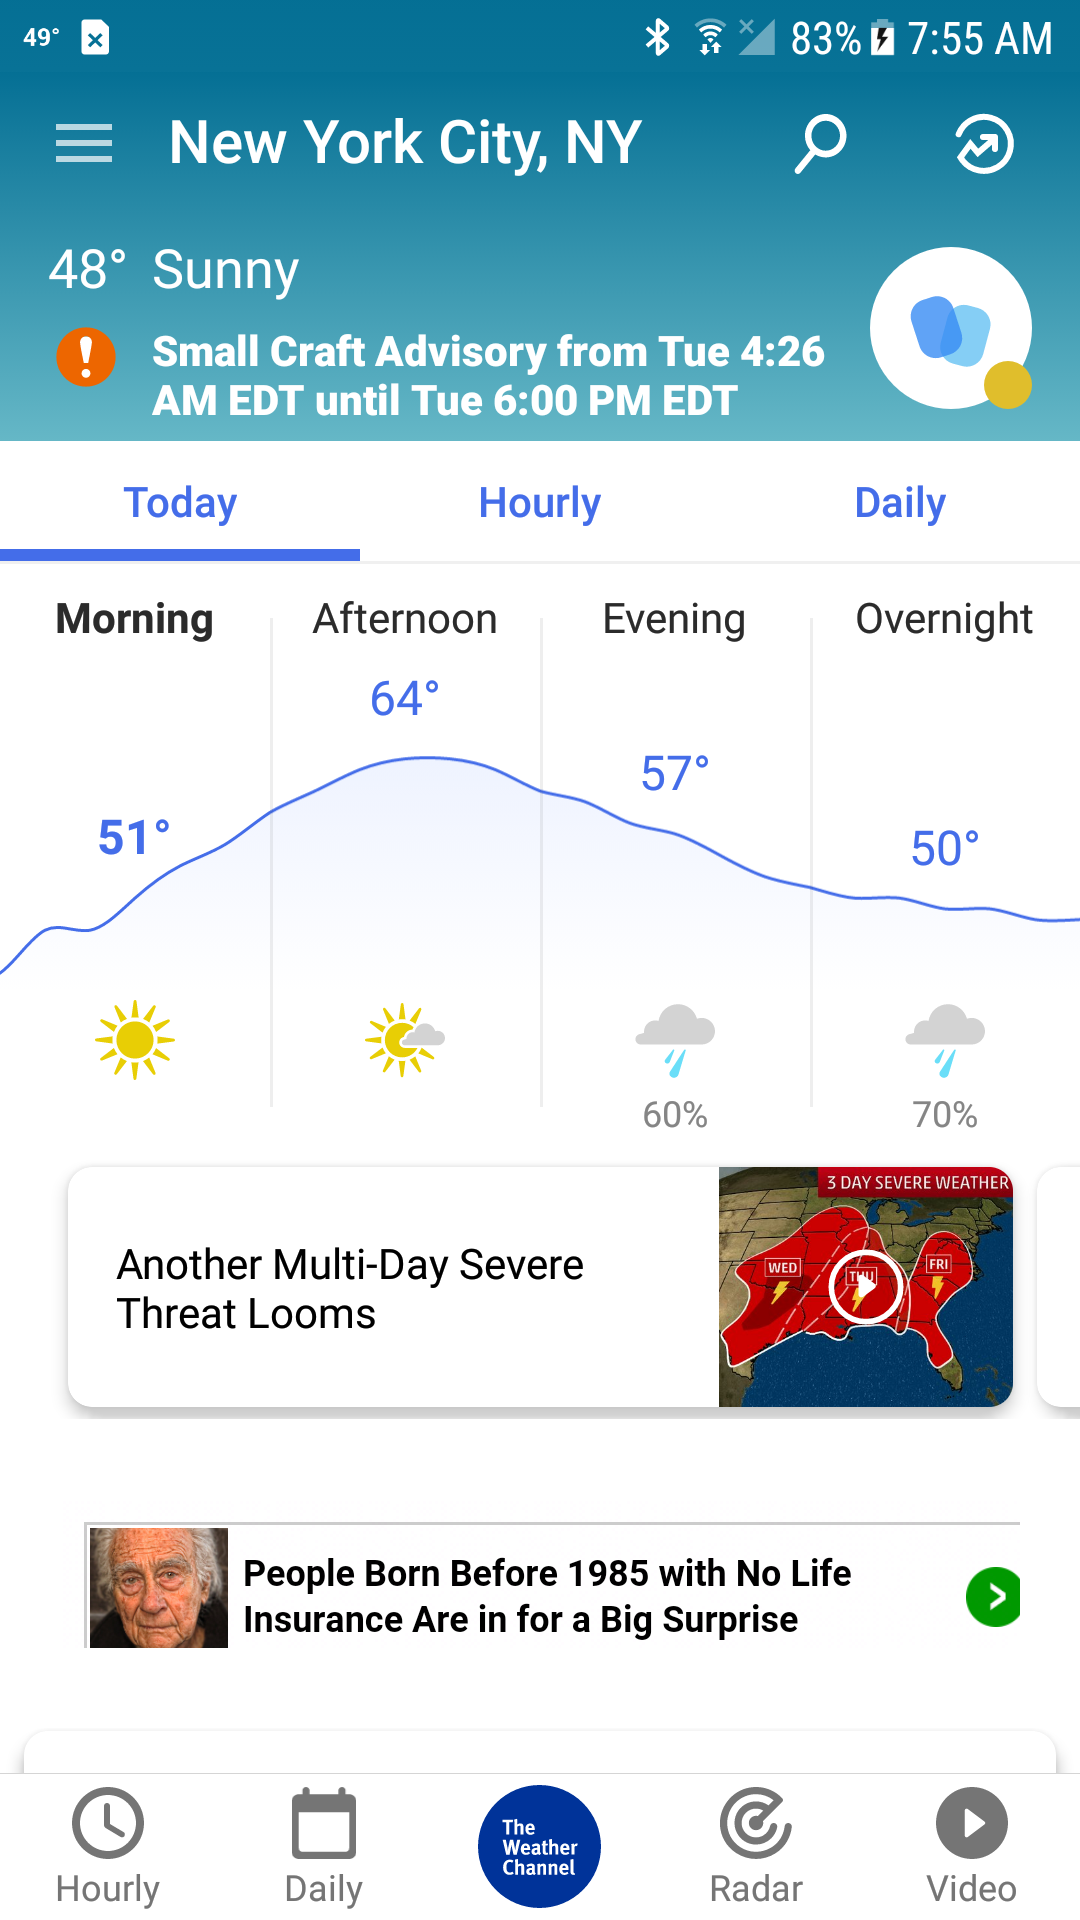 49°
83% 7:55 AM
New York City, NY
48° Sunny
Small Craft Advisory from Tue 4:26
AM EDT until Tue 6:00 PM EDT
Today Hourly Daily
Morning Afternoon Evening Overnight
51° 64° 57° 50°
60% 70%
Another Multi-Day Severe
Threat Looms
3 DAY SEVERE WEATHER
WED THU FRI
People Born Before 1985 with No Life
Insurance Are in for a Big Surprise
The
Weather
Channel
Hourly Daily Radar Video